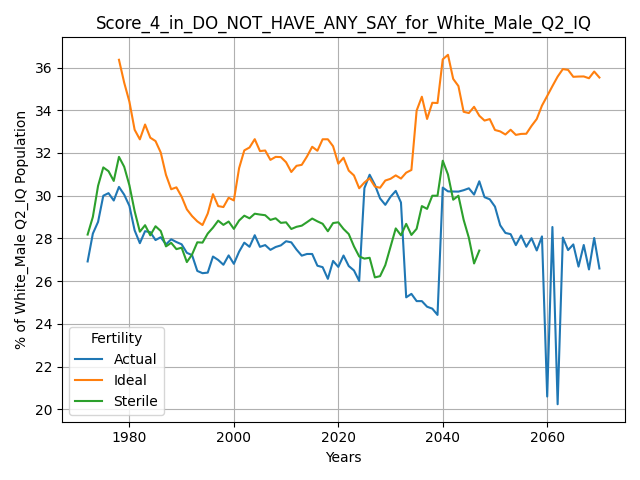 Score_4_in_DO_NOT_HAVE_ANY_SAY_for_White_Male_Q2_IQ
% of White_Male Q2_IQ Population
36
34
32
30
28
26
24
22
20
Fertility
Actual
Ideal
Sterile
1980
2000
2020
2040
2060
Years